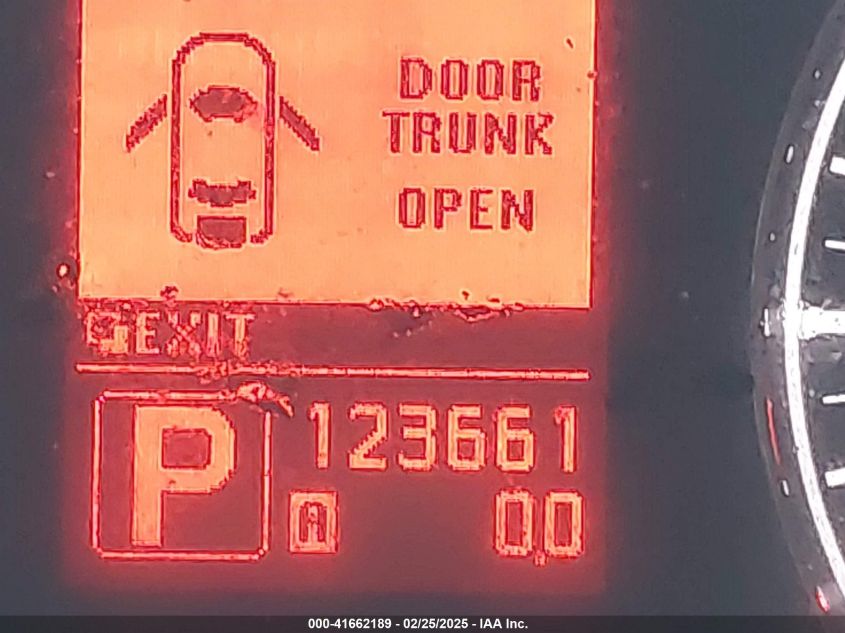 DOOR
TRUNK
OPEN
EXIT
P
123661
A 0.0
000-41662189 - 02/25/2025 - IAA Inc.